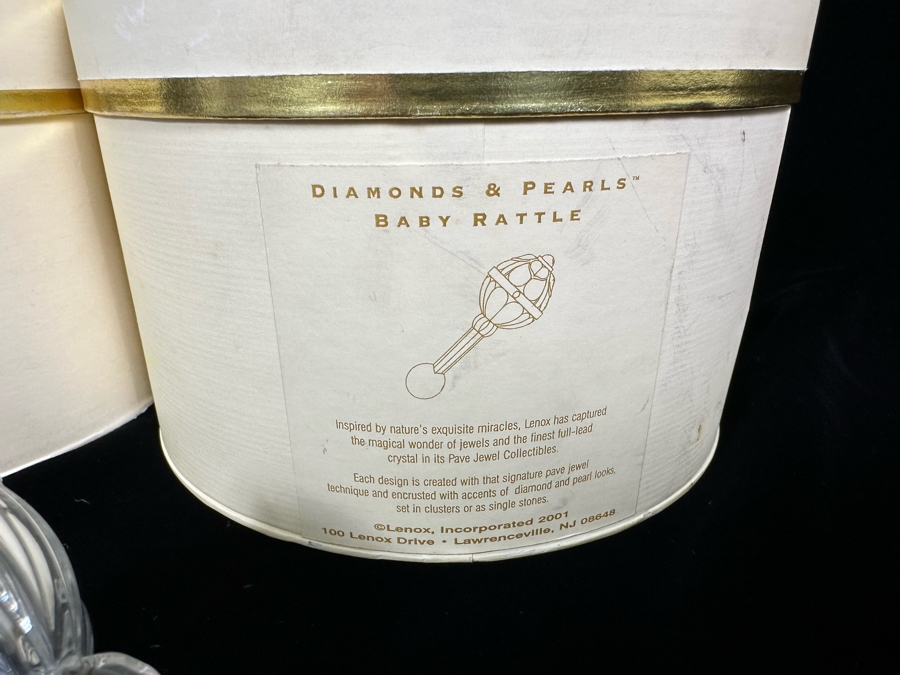 DIAMONDS & PEARLS™
BABY RATTLE
Inspired by nature's exquisite miracles, Lenox has captured
the magical wonder of jewels and the finest full-lead
crystal in its Pave Jewel Collectibles.
Each design is created with that signature pave jewel
technique and encrusted with accents of diamond and pearl looks,
set in clusters or as single stones.
©Lenox, Incorporated 2001
100 Lenox Drive • Lawrenceville, NJ 08648